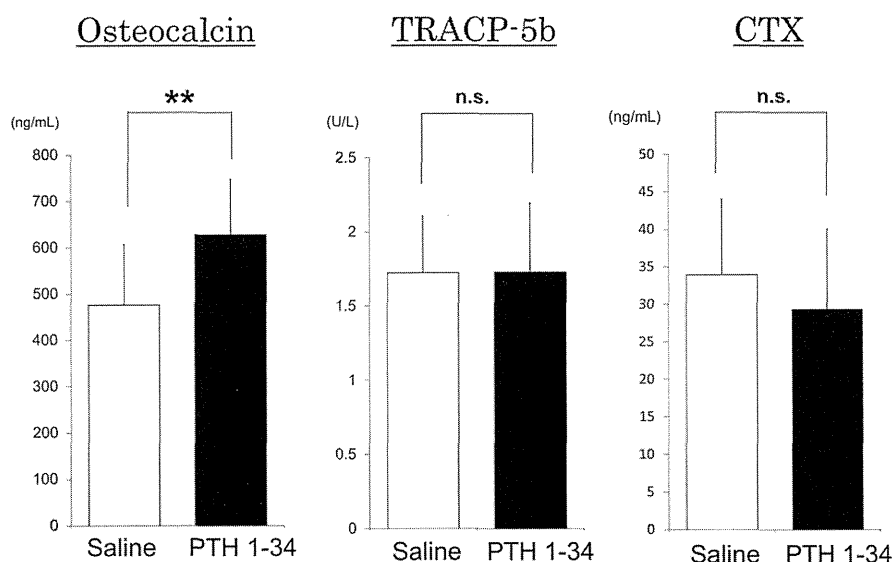 Osteocalcin
**
(ng/mL)
800
700
600
500
400
300
200
100
0
Saline PTH 1-34
TRACP-5b
n.s.
(U/L)
2.5
2
1.5
1
0.5
0
Saline PTH 1-34
CTX
n.s.
(ng/mL)
50
45
40
35
30
25
20
15
10
5
0
Saline PTH 1-34